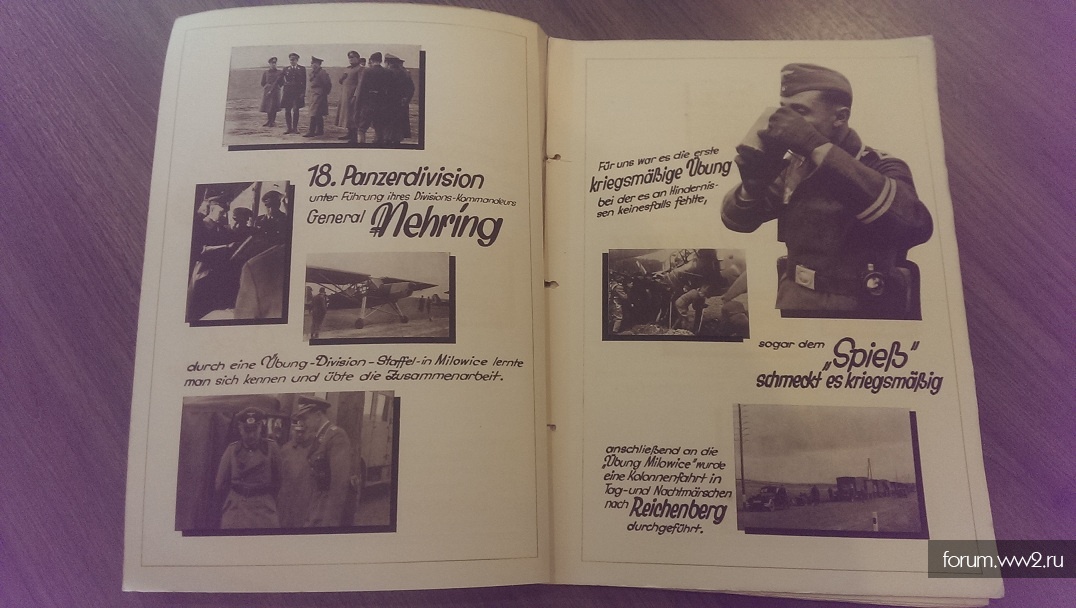 18. Panzerdivision
unter Führung ihres Divisions-Kommandeurs
General Nehring
durch eine Übung-Division-Staffel-in Milowice lernte
man sich kennen und übte die Zusammenarbeit.
Für uns war es die erste
kriegsmäßige Übung
bei der es an Hindernis-
sen keinesfalls fehlte,
sogar dem
„Spieß“
schmeckt es kriegsmäßig
anschließend an die
„Übung Milowice“ wurde
eine Kolonnenfahrt in
Tag-und Nachtmärschen
nach Reichenberg
durchgeführt.
forum.ww2.ru